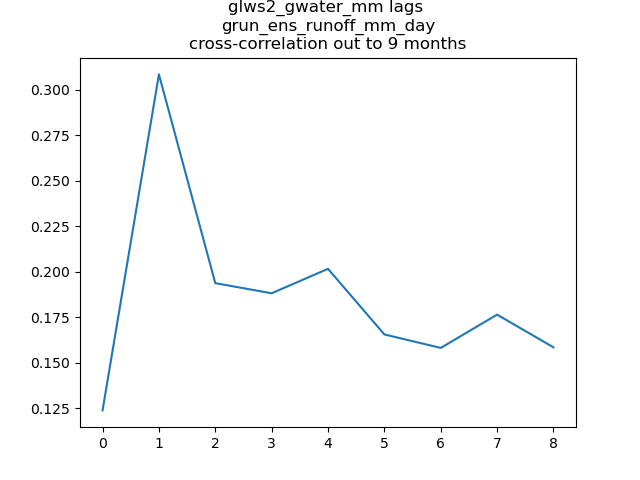 glws2_gwater_mm lags
grun_ens_runoff_mm_day
cross-correlation out to 9 months
0.300
0.275
0.250
0.225
0.200
0.175
0.150
0.125
0 1 2 3 4 5 6 7 8